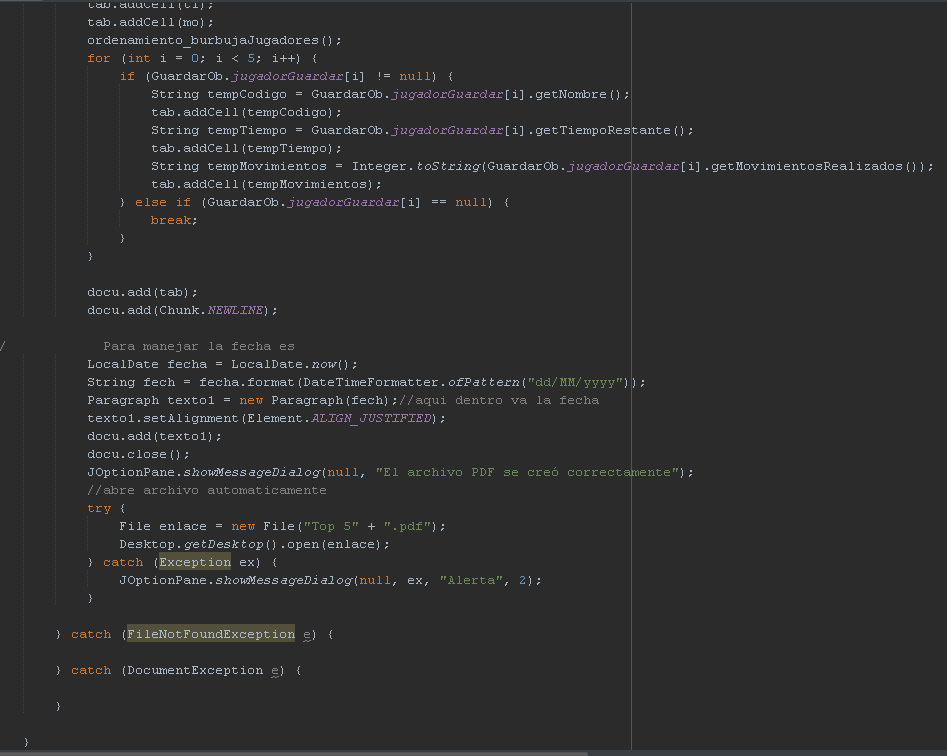 tab.addCell(ti);
tab.addCell(mo);
ordenamiento_burbujaJugadores();
for (int i = 0; i < 5; i++) {
if (GuardarOb.jugadorGuardar[i] != null) {
String tempCodigo = GuardarOb.jugadorGuardar[i].getNombre();
tab.addCell(tempCodigo);
String tempTiempo = GuardarOb.jugadorGuardar[i].getTiempoRestante();
tab.addCell(tempTiempo);
String tempMovimientos = Integer.toString(GuardarOb.jugadorGuardar[i].getMovimientosRealizados());
tab.addCell(tempMovimientos);
} else if (GuardarOb.jugadorGuardar[i] == null) {
break;
}
}
docu.add(tab);
docu.add(Chunk.NEWLINE);
/ Para manejar la fecha es
LocalDate fecha = LocalDate.now();
String fech = fecha.format(DateTimeFormatter.ofPattern("dd/MM/yyyy"));
Paragraph texto1 = new Paragraph(fech);//aqui dentro va la fecha
texto1.setAlignment(Element.ALIGN_JUSTIFIED);
docu.add(texto1);
docu.close();
JOptionPane.showMessageDialog(null, "El archivo PDF se creó correctamente");
//abre archivo automaticamente
try {
File enlace = new File("Top 5" + ".pdf");
Desktop.getDesktop().open(enlace);
} catch (Exception ex) {
JOptionPane.showMessageDialog(null, ex, "Alerta", 2);
}
} catch (FileNotFoundException e) {
} catch (DocumentException e) {
}
}